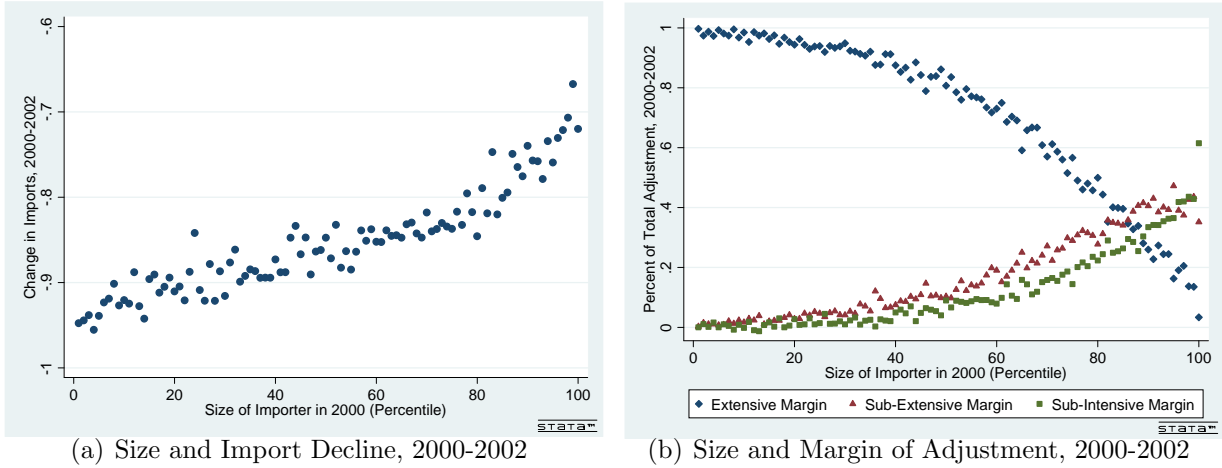 -.6
-.7
-.8
-.9
-1
Change in Imports, 2000-2002
0 20 40 60 80 100
Size of Importer in 2000 (Percentile)
STATA™
(a) Size and Import Decline, 2000-2002
1
.8
.6
.4
.2
0
Percent of Total Adjustment, 2000-2002
0 20 40 60 80 100
Size of Importer in 2000 (Percentile)
Extensive Margin Sub-Extensive Margin Sub-Intensive Margin
STATA™
(b) Size and Margin of Adjustment, 2000-2002